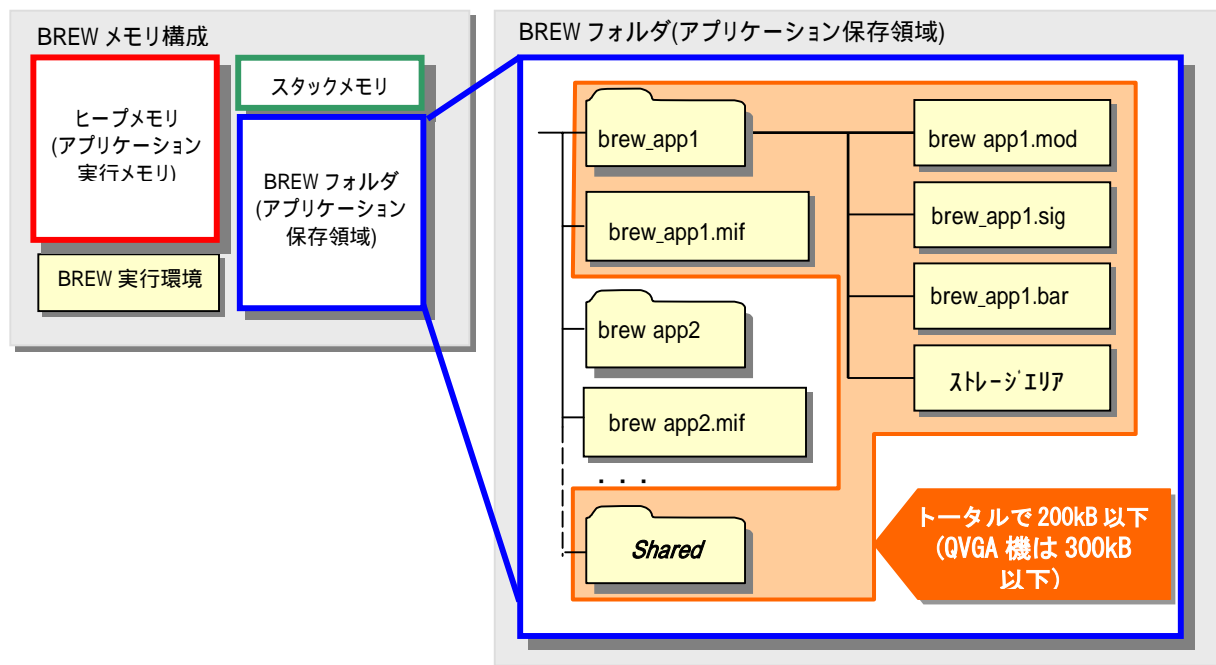 BREW メモリ構成
ヒープメモリ
(アプリケーション
実行メモリ)
スタックメモリ
BREW フォルダ
(アプリケーション
保存領域)
BREW 実行環境
BREW フォルダ(アプリケーション保存領域)
brew_app1
brew_app1.mif
brew app2
brew app2.mif
. . .
Shared
brew app1.mod
brew_app1.sig
brew_app1.bar
ストレージエリア
トータルで 200kB 以下
(QVGA 機は 300kB
以下)